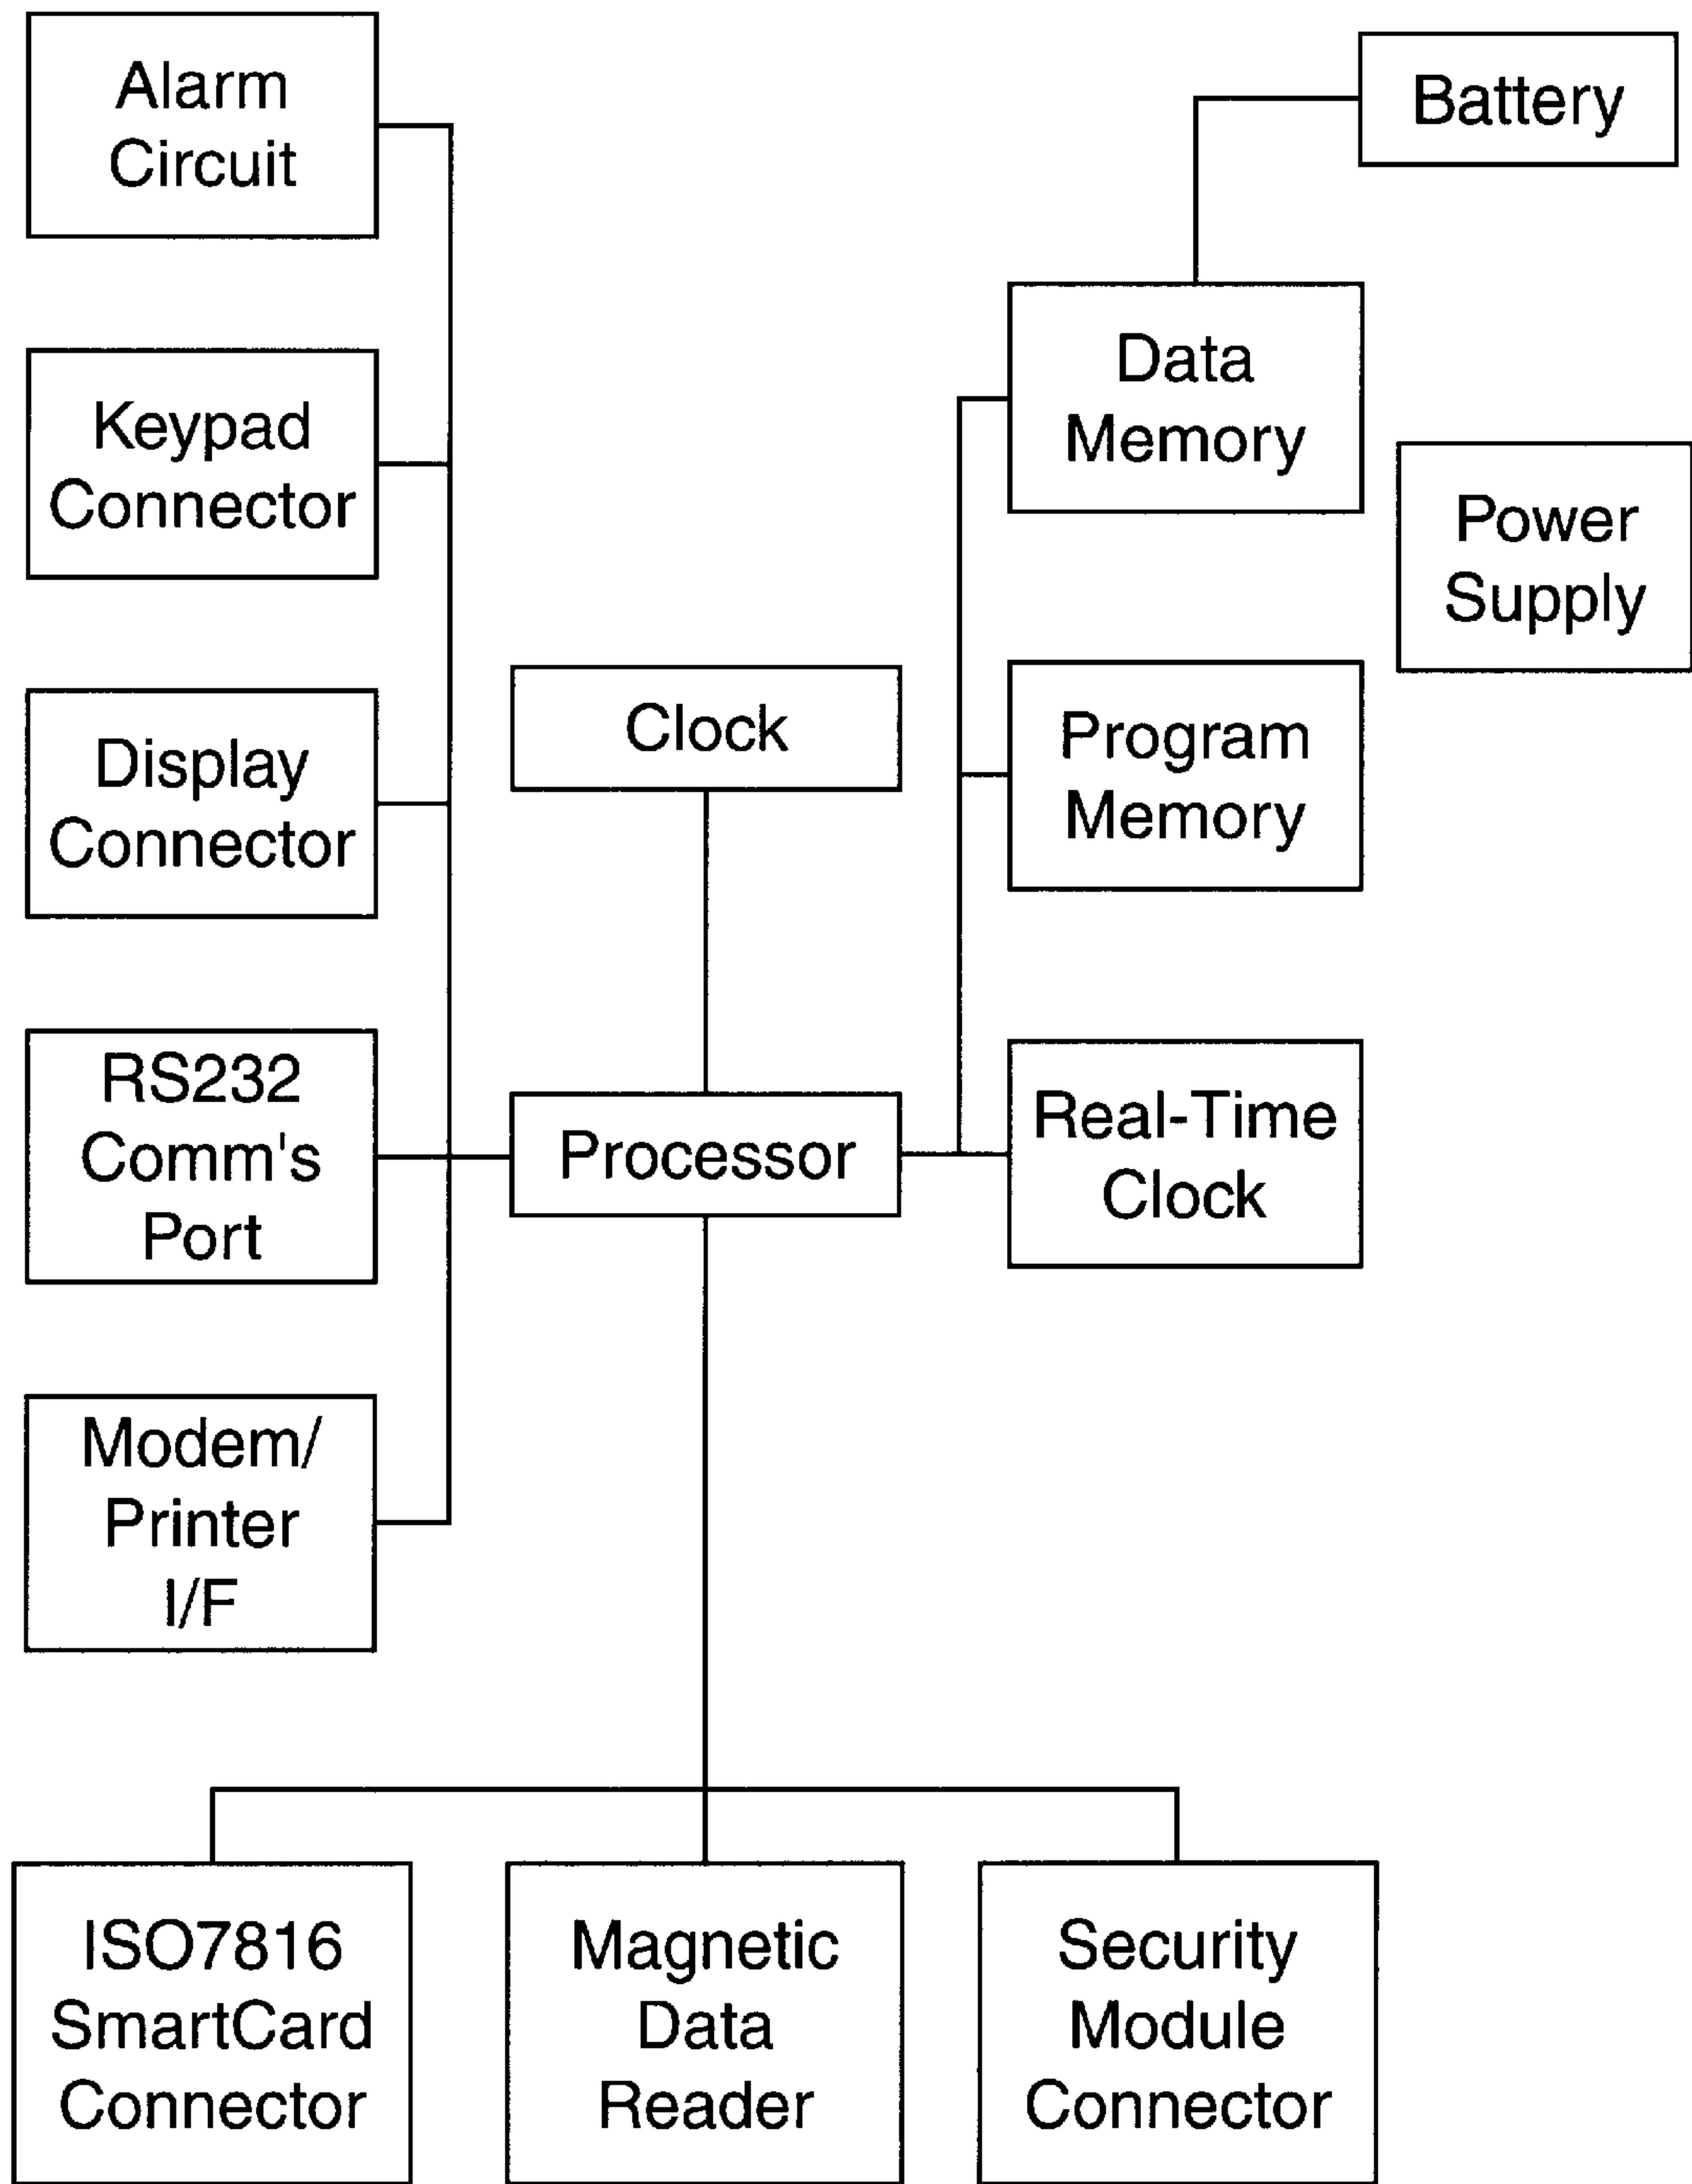 Alarm
Circuit
Battery
Data
Memory
Keypad
Connector
Power
Supply
Clock
Program
Memory
Display
Connector
RS232
Comm's
Port
Processor
Real-Time
Clock
Modem/
Printer
I/F
ISO7816
SmartCard
Connector
Magnetic
Data
Reader
Security
Module
Connector